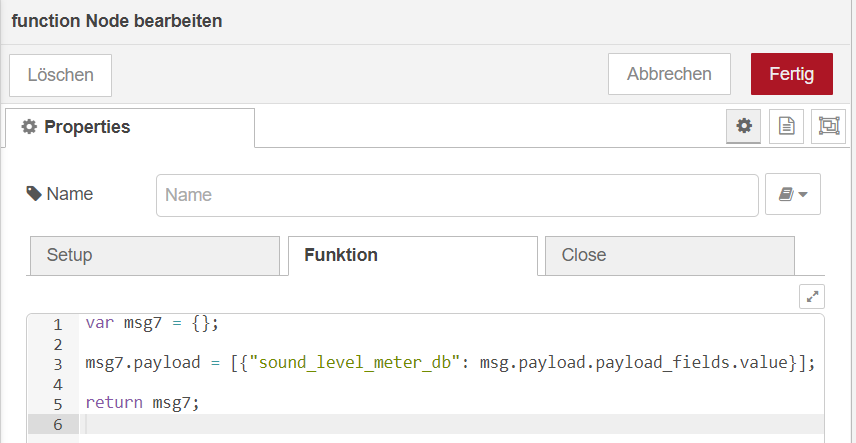 function Node bearbeiten
Löschen
Abbrechen
Fertig
Properties
Name
Name
Setup
Funktion
Close
1 var msg7 = {};
2
3 msg7.payload = [{"sound_level_meter_db": msg.payload.payload_fields.value}];
4
5 return msg7;
6